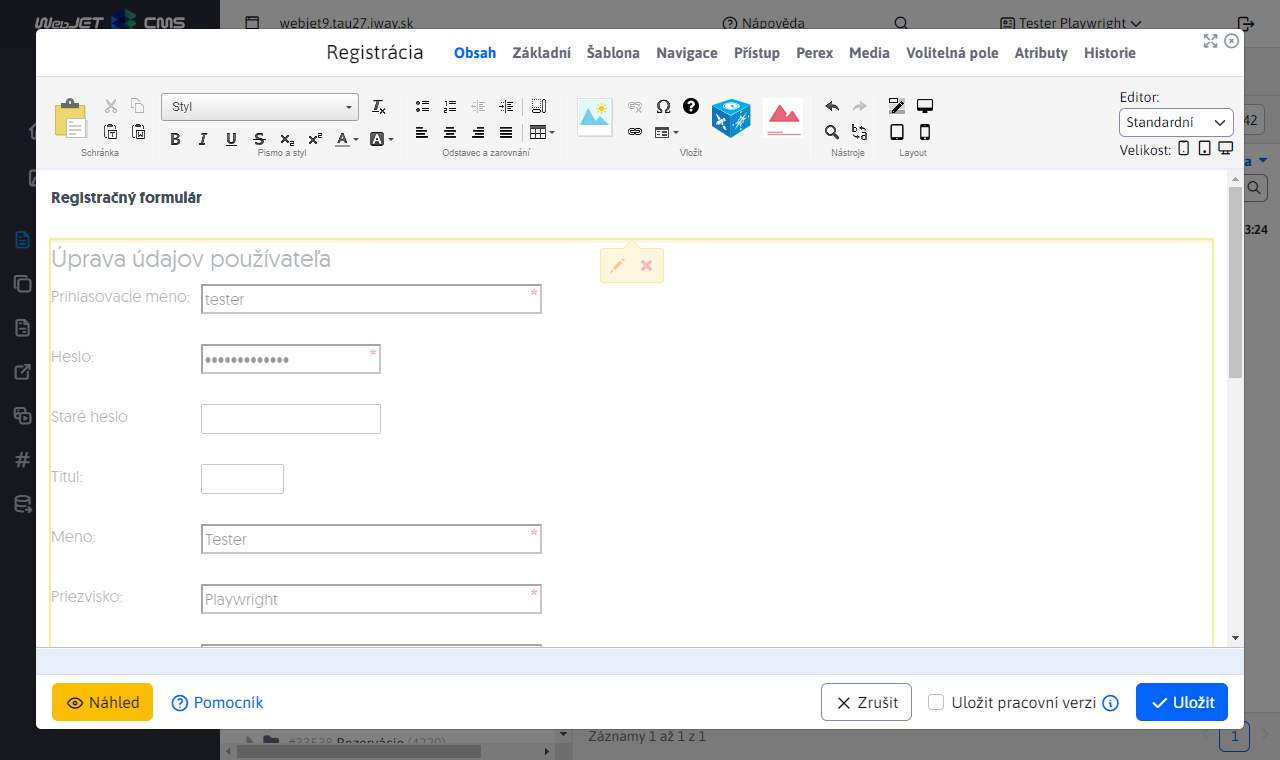 WebJET CMS
webjet9.tau27.iway.sk
Nápověda
Tester Playwright
Registrácia
Obsah Základní Šablona Navigace Přístup Perex Media Volitelná pole Atributy Historie
Styl
Schránka
Písmo a styl
Odstavec a zarovnání
Vložit
Nástroje
Layout
Editor:
Standardní
Velikost:
42
a
3:24
Registračný formulár
Úprava údajov používateľa
Prihlasovacie meno: tester *
Heslo: ••••••••••••• *
Staré heslo
Titul:
Meno: Tester *
Priezvisko: Playwright *
Náhled
Pomocník
Zrušit
Uložit pracovní verzi
Uložit
#33538 Rezervácie (4220)
Záznamy 1 až 1 z 1
1